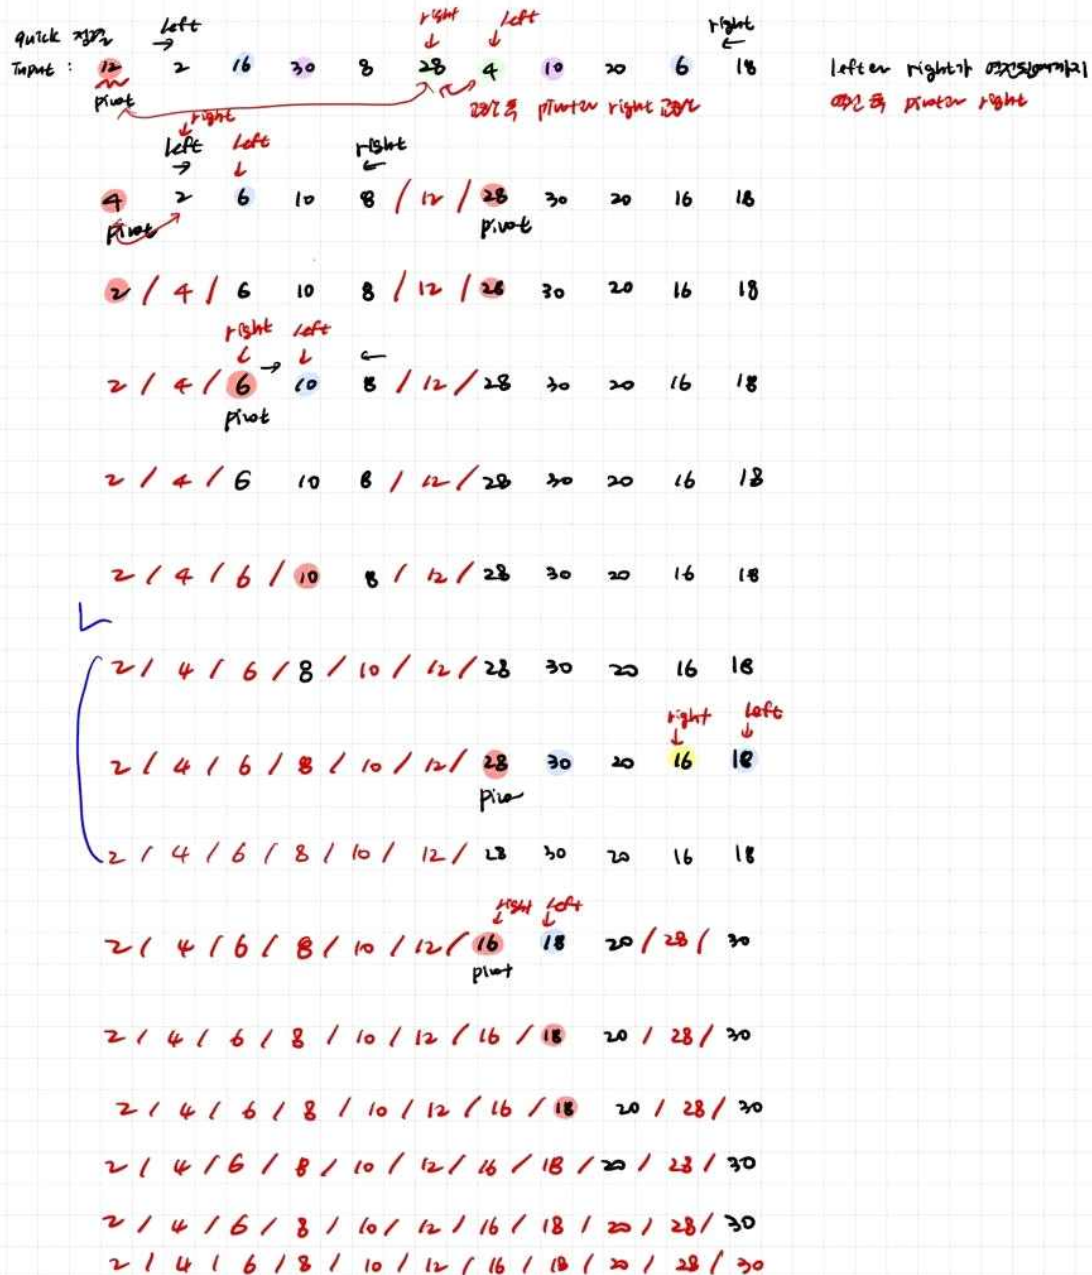 quick 정렬 left → right ↓ left ↓ right ←
Input : 12 2 16 30 8 28 4 10 20 6 18 left와 right가 역전될때까지
pivot 교환 후 pivot과 right 교환 역전 후 pivot과 right
right
left → left ↓ right ←
4 2 6 10 8 / 12 / 28 30 20 16 18
pivot pivot
2 / 4 / 6 10 8 / 12 / 28 30 20 16 18
right left
↓ → ↓ ←
2 / 4 / 6 10 8 / 12 / 28 30 20 16 18
pivot
2 / 4 / 6 10 8 / 12 / 28 30 20 16 18
2 / 4 / 6 / 10 8 / 12 / 28 30 20 16 18
2 / 4 / 6 / 8 / 10 / 12 / 28 30 20 16 18
right left
↓ ↓
2 / 4 / 6 / 8 / 10 / 12 / 28 30 20 16 18
pivo
2 / 4 / 6 / 8 / 10 / 12 / 28 30 20 16 18
right left
↓ ↓
2 / 4 / 6 / 8 / 10 / 12 / 16 18 20 / 28 / 30
pivot
2 / 4 / 6 / 8 / 10 / 12 / 16 / 18 20 / 28 / 30
2 / 4 / 6 / 8 / 10 / 12 / 16 / 18 20 / 28 / 30
2 / 4 / 6 / 8 / 10 / 12 / 16 / 18 / 20 / 28 / 30
2 / 4 / 6 / 8 / 10 / 12 / 16 / 18 / 20 / 28 / 30
2 / 4 / 6 / 8 / 10 / 12 / 16 / 18 / 20 / 28 / 30